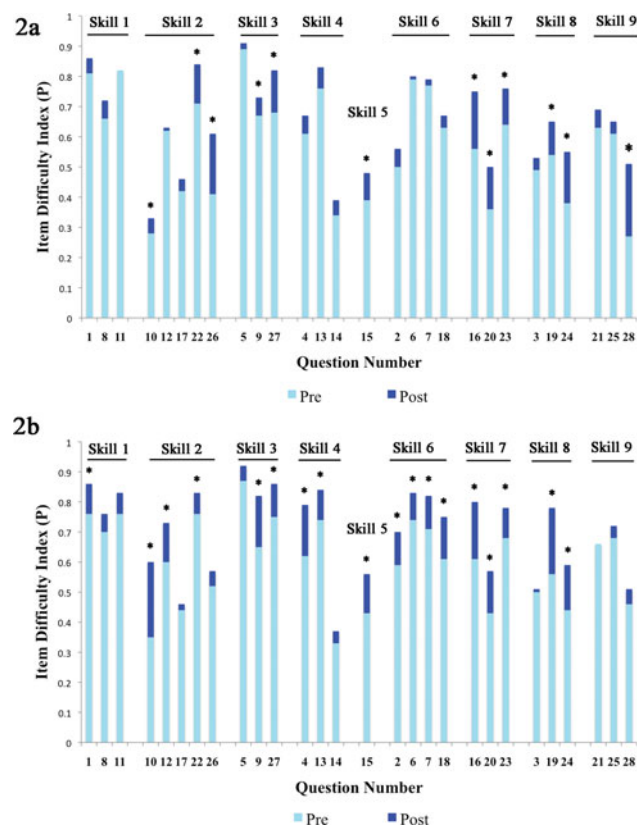 2a
Skill 1 Skill 2 Skill 3 Skill 4 Skill 6 Skill 7 Skill 8 Skill 9
Skill 5
Item Difficulty Index (P)
1
0.9
0.8
0.7
0.6
0.5
0.4
0.3
0.2
0.1
0
* * * * * * * * * * * *
1 8 11 10 12 17 22 26 5 9 27 4 13 14 15 2 6 7 18 16 20 23 3 19 24 21 25 28
Question Number
Pre Post
2b
Skill 1 Skill 2 Skill 3 Skill 4 Skill 6 Skill 7 Skill 8 Skill 9
Skill 5
Item Difficulty Index (P)
1
0.9
0.8
0.7
0.6
0.5
0.4
0.3
0.2
0.1
0
* * * * * * * * * * * * * * * * * *
1 8 11 10 12 17 22 26 5 9 27 4 13 14 15 2 6 7 18 16 20 23 3 19 24 21 25 28
Question Number
Pre Post